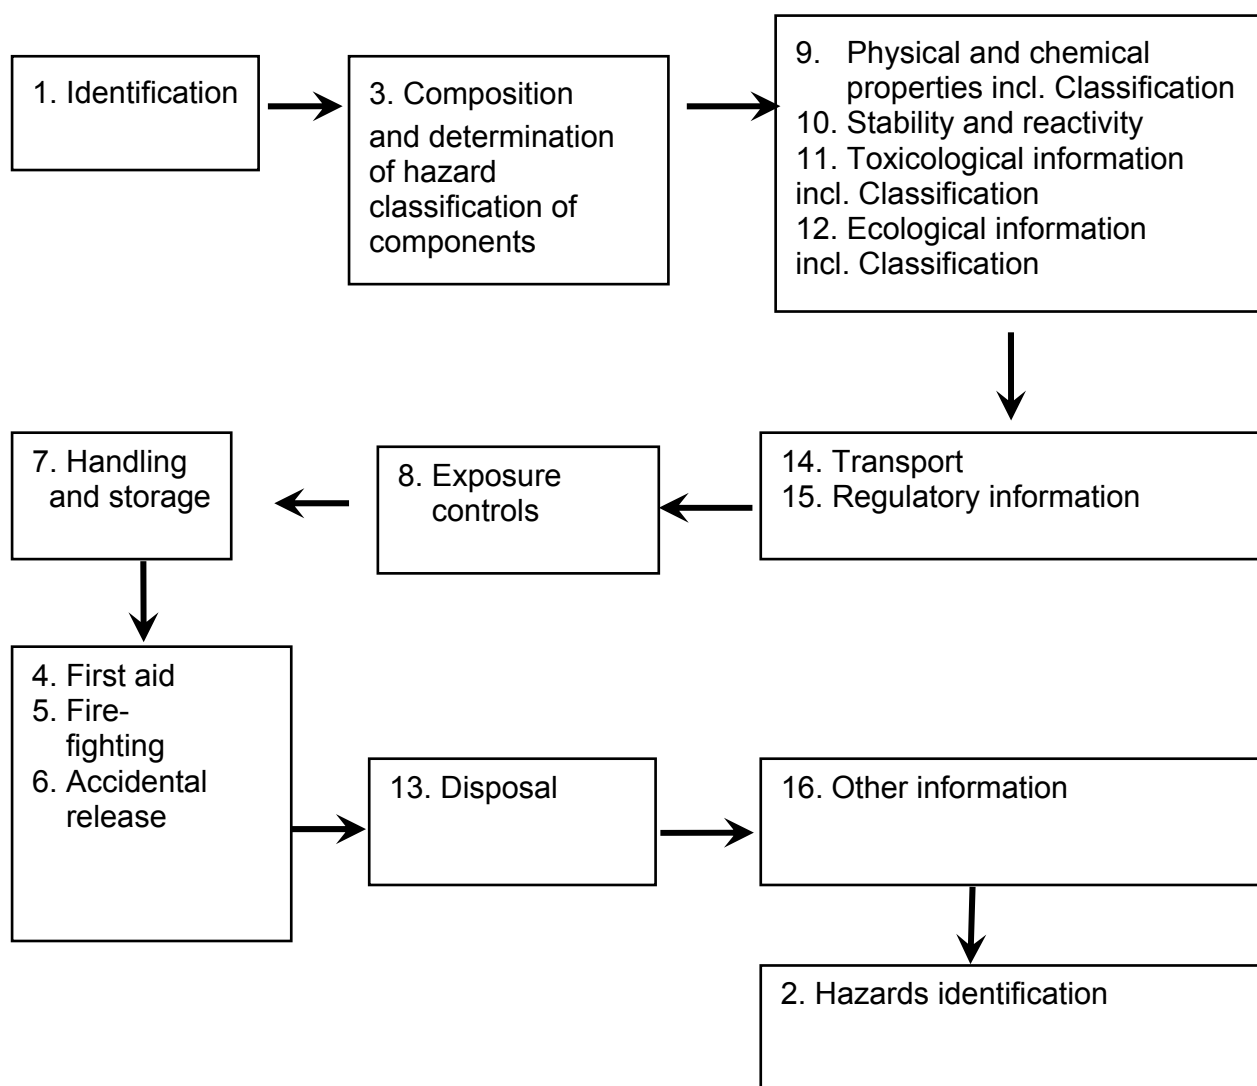 1. Identification
3. Composition
and determination
of hazard
classification of
components
9. Physical and chemical
properties incl. Classification
10. Stability and reactivity
11. Toxicological information
incl. Classification
12. Ecological information
incl. Classification
7. Handling
and storage
8. Exposure
controls
14. Transport
15. Regulatory information
4. First aid
5. Fire-
fighting
6. Accidental
release
13. Disposal
16. Other information
2. Hazards identification